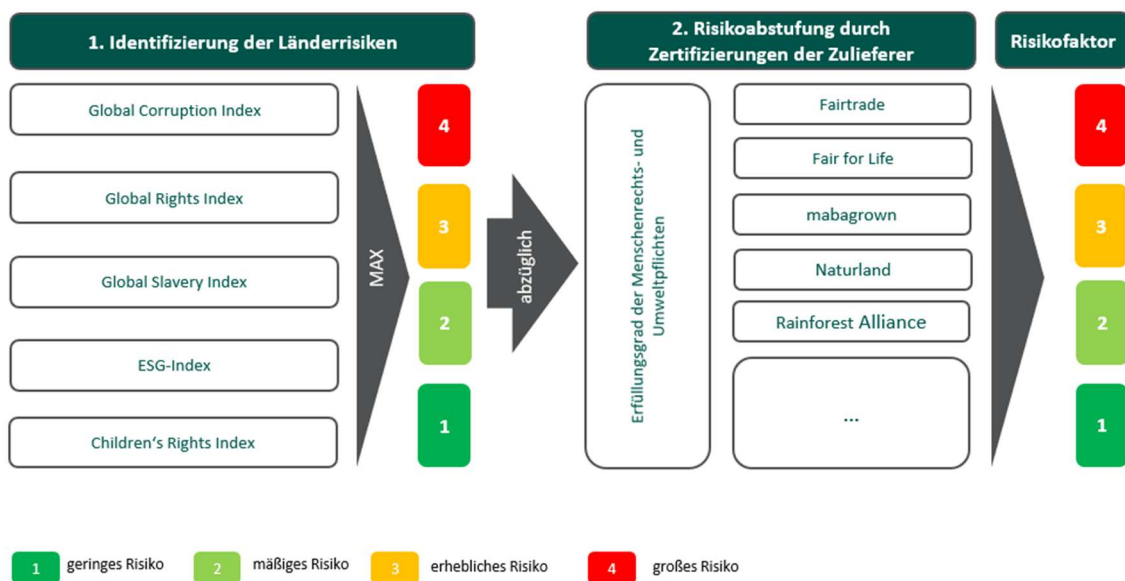 1. Identifizierung der Länderrisiken
2. Risikoabstufung durch
Zertifizierungen der Zulieferer
Risikofaktor
Global Corruption Index
Global Rights Index
Global Slavery Index
ESG-Index
Children‘s Rights Index
MAX
4
3
2
1
abzüglich
Erfüllungsgrad der Menschenrechts- und
Umweltpflichten
Fairtrade
Fair for Life
mabagrown
Naturland
Rainforest Alliance
...
4
3
2
1
1 geringes Risiko 2 mäßiges Risiko 3 erhebliches Risiko 4 großes Risiko